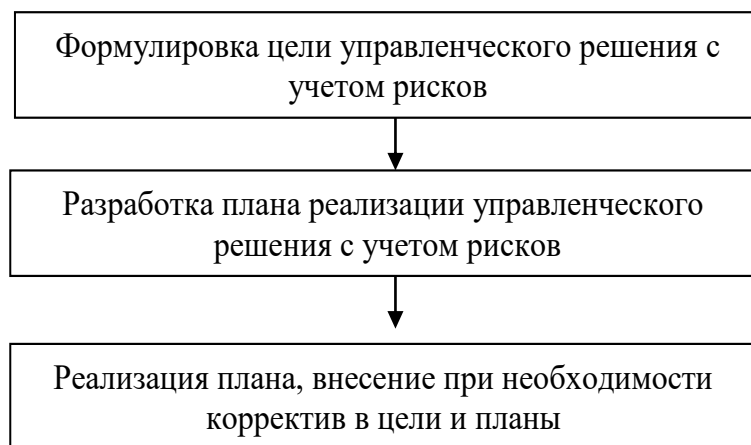 Формулировка цели управленческого решения с
учетом рисков
Разработка плана реализации управленческого
решения с учетом рисков
Реализация плана, внесение при необходимости
корректив в цели и планы